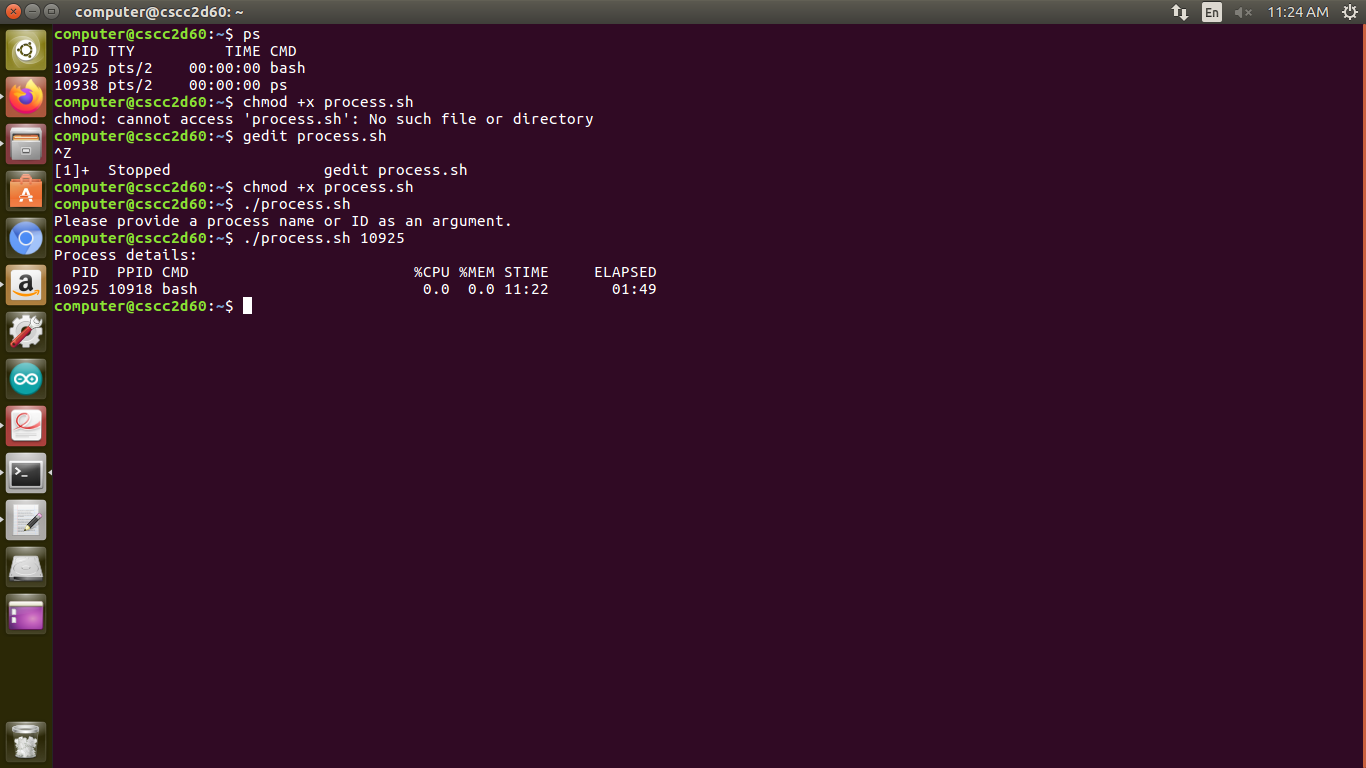 computer@cscc2d60: ~
En
11:24 AM
computer@cscc2d60:~$ ps
  PID TTY          TIME CMD
10925 pts/2    00:00:00 bash
10938 pts/2    00:00:00 ps
computer@cscc2d60:~$ chmod +x process.sh
chmod: cannot access 'process.sh': No such file or directory
computer@cscc2d60:~$ gedit process.sh
^Z
[1]+  Stopped                 gedit process.sh
computer@cscc2d60:~$ chmod +x process.sh
computer@cscc2d60:~$ ./process.sh
Please provide a process name or ID as an argument.
computer@cscc2d60:~$ ./process.sh 10925
Process details:
  PID  PPID CMD                         %CPU %MEM STIME     ELAPSED
10925 10918 bash                         0.0  0.0 11:22       01:49
computer@cscc2d60:~$